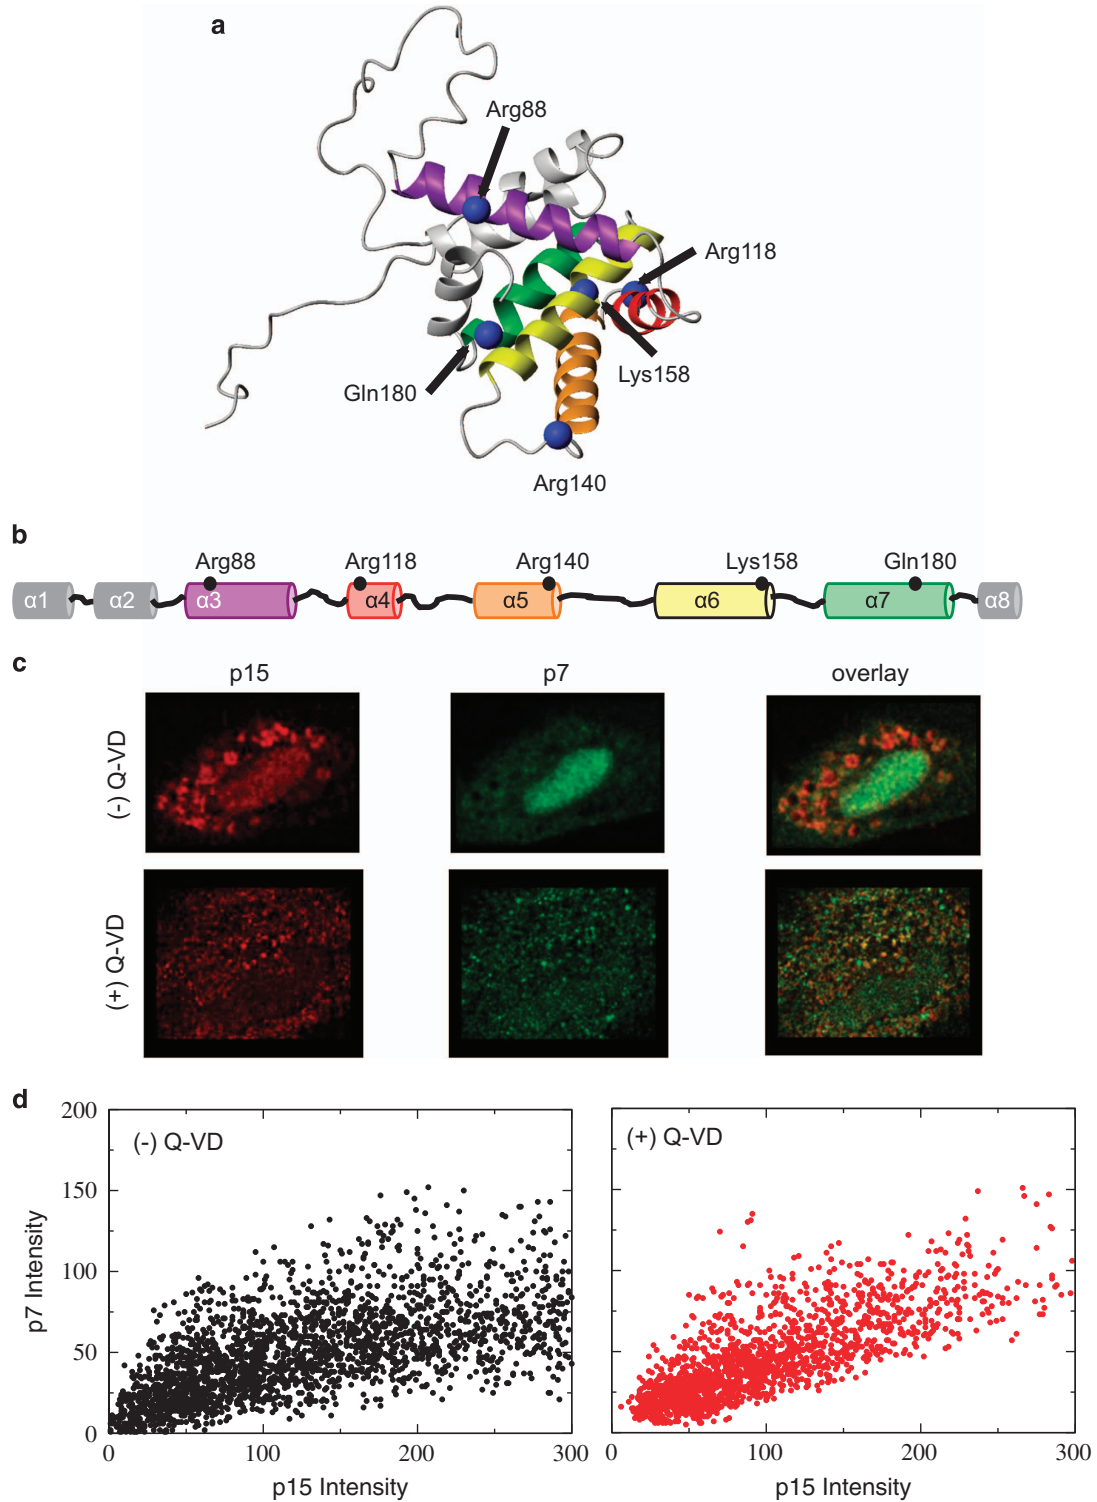 a
Arg88
Arg118
Lys158
Gln180
Arg140
b
Arg88 Arg118 Arg140 Lys158 Gln180
α1 α2 α3 α4 α5 α6 α7 α8
c
p15 p7 overlay
(-) Q-VD
(+) Q-VD
d
(-) Q-VD
(+) Q-VD
p7 Intensity
200
150
100
50
0
0 100 200 300
0 100 200 300
p15 Intensity p15 Intensity